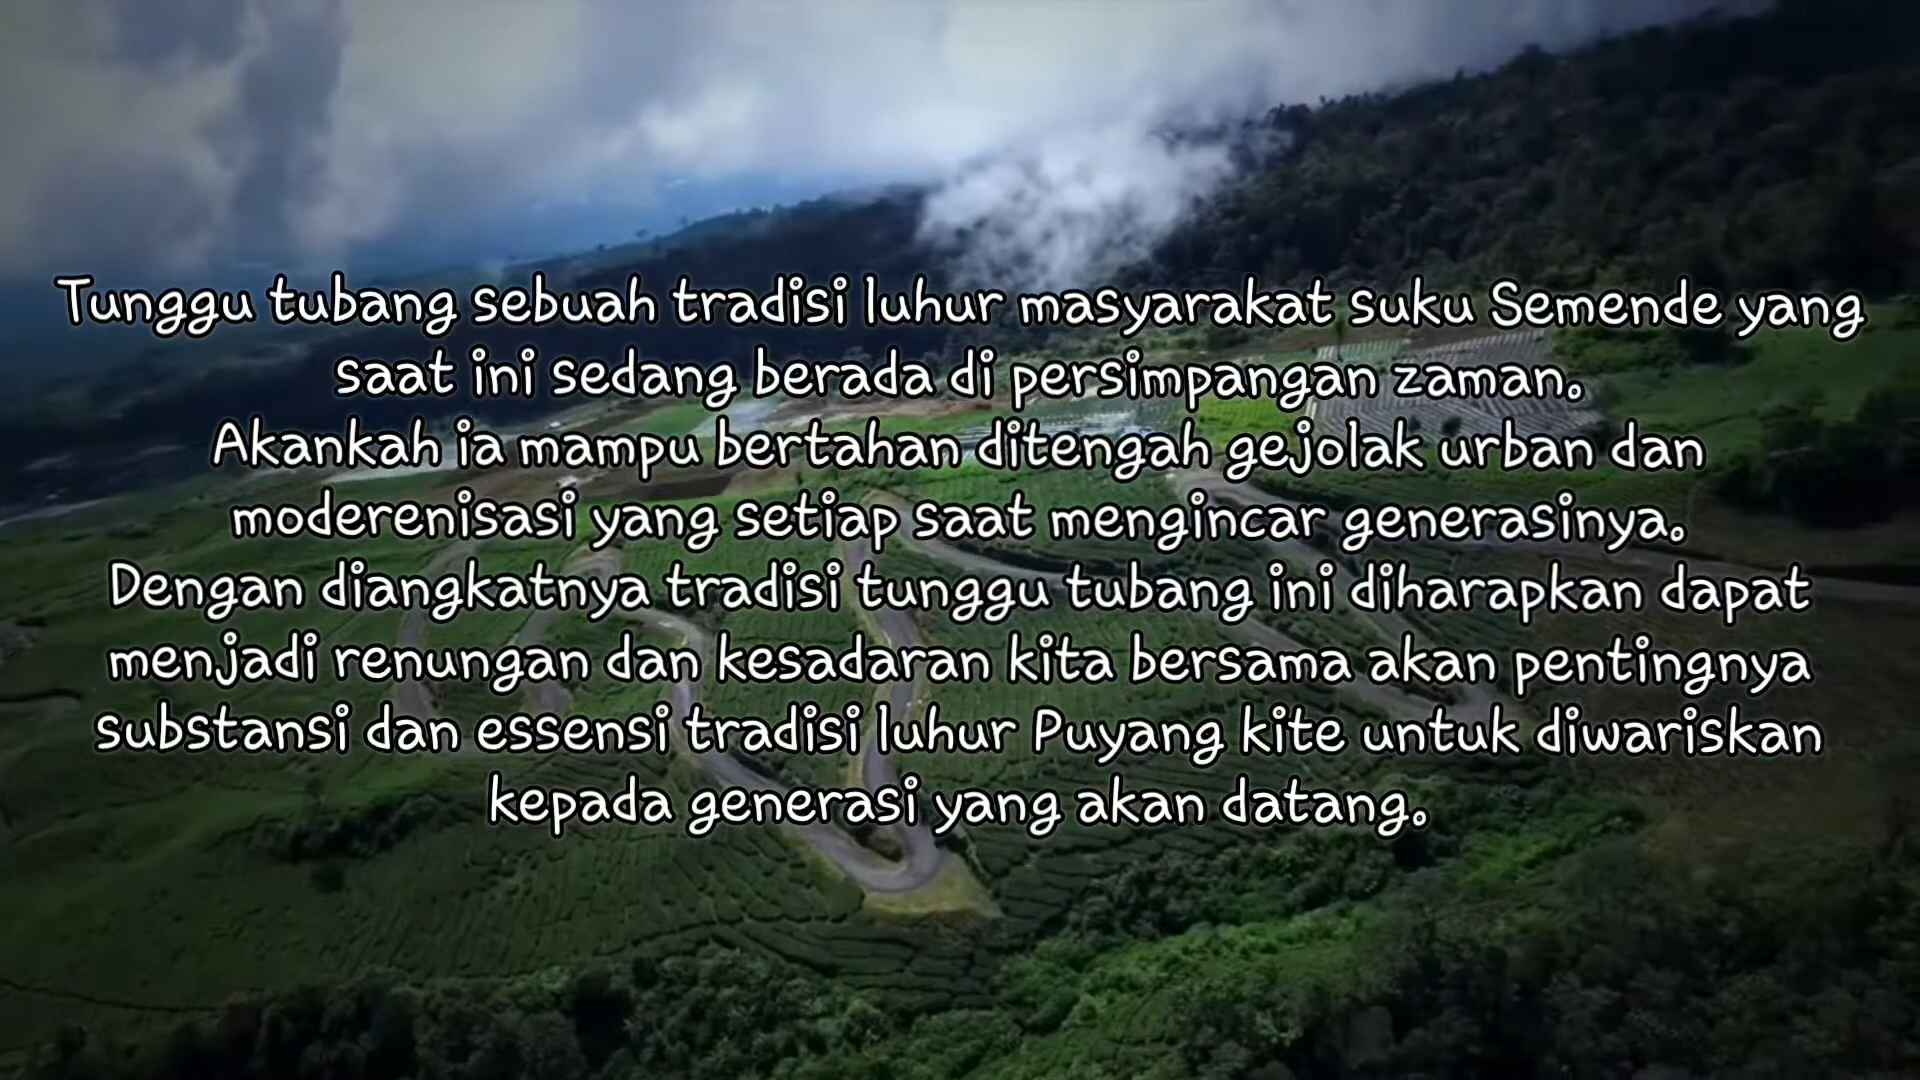 Tunggu tubang sebuah tradisi luhur masyarakat suku Semende yang
saat ini sedang berada di persimpangan zaman.
Akankah ia mampu bertahan ditengah gejolak urban dan
moderenisasi yang setiap saat mengincar generasinya.
Dengan diangkatnya tradisi tunggu tubang ini diharapkan dapat
menjadi renungan dan kesadaran kita bersama akan pentingnya
substansi dan essensi tradisi luhur Puyang kite untuk diwariskan
kepada generasi yang akan datang.